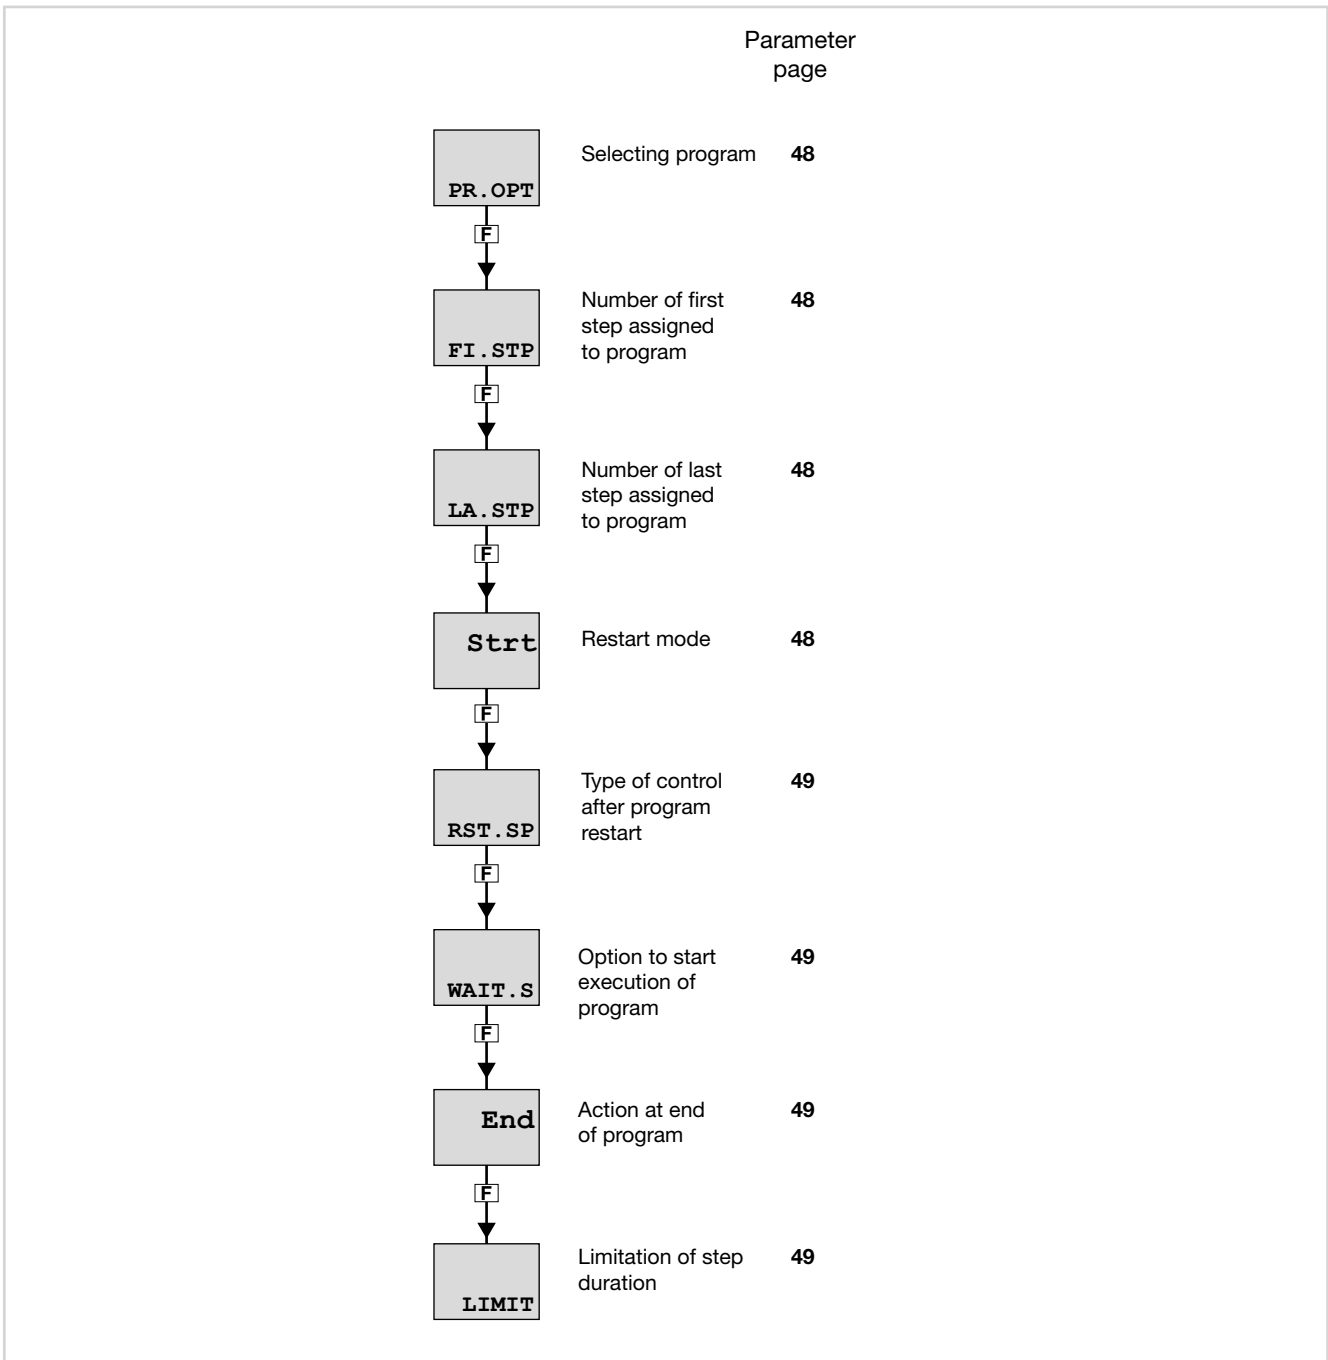 Parameter
page
Selecting program 48
PR.OPT
F
Number of first 48
step assigned
to program
FI.STP
F
Number of last 48
step assigned
to program
LA.STP
F
Strt
Restart mode 48
F
Type of control 49
after program
restart
RST.SP
F
Option to start 49
execution of
program
WAIT.S
F
End
Action at end 49
of program
F
Limitation of step 49
duration
LIMIT